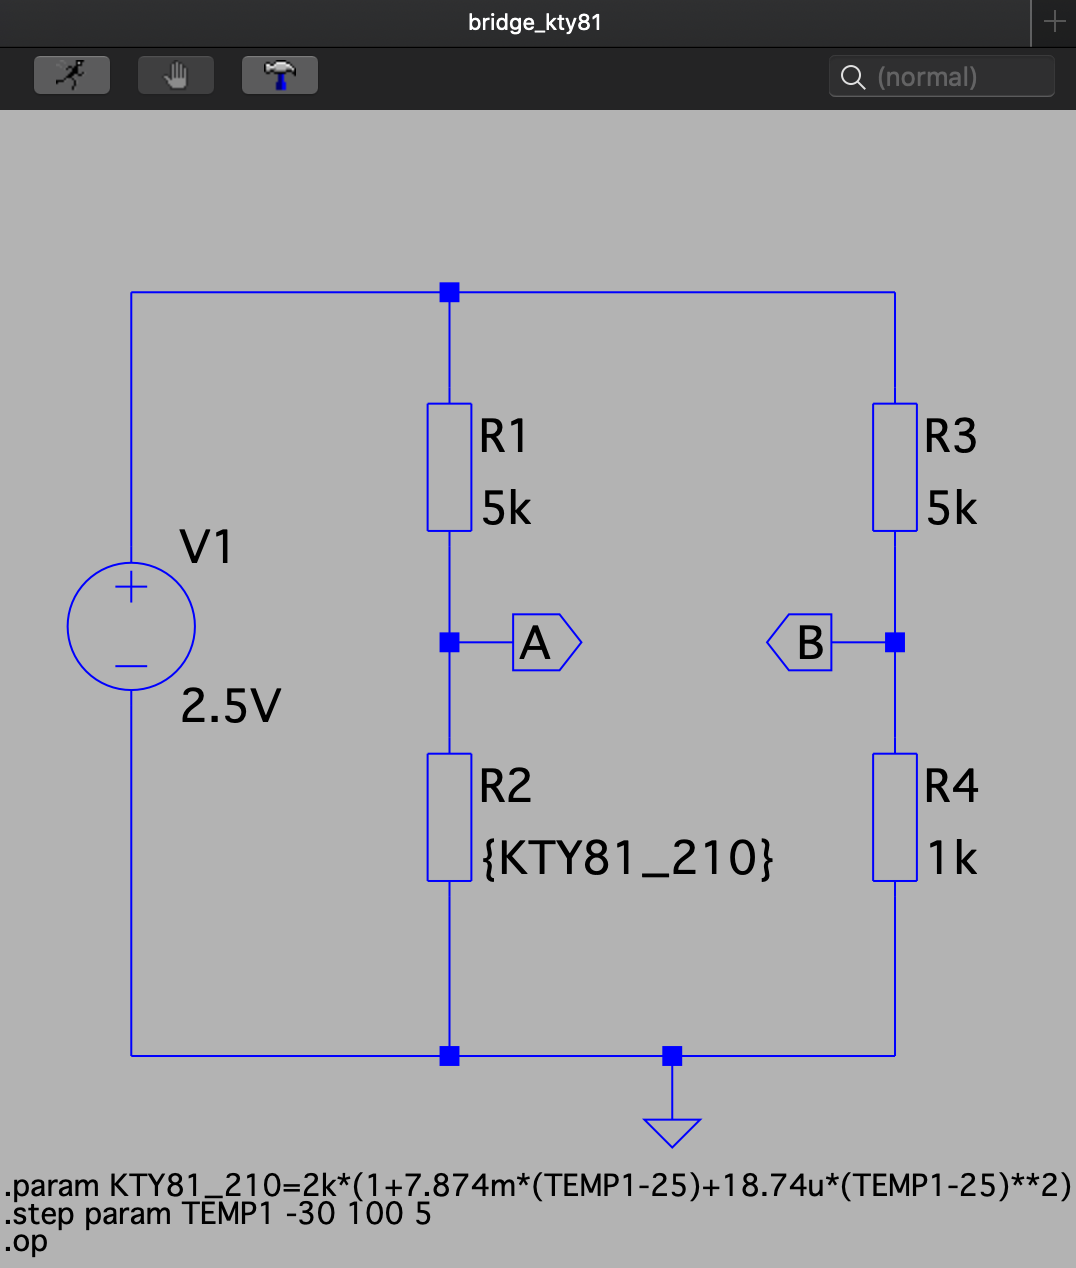 bridge_kty81
(normal)
R1
5k
R3
5k
V1
2.5V
A
B
R2
{KTY81_210}
R4
1k
.param KTY81_210=2k*(1+7.874m*(TEMP1-25)+18.74u*(TEMP1-25)**2)
.step param TEMP1 -30 100 5
.op